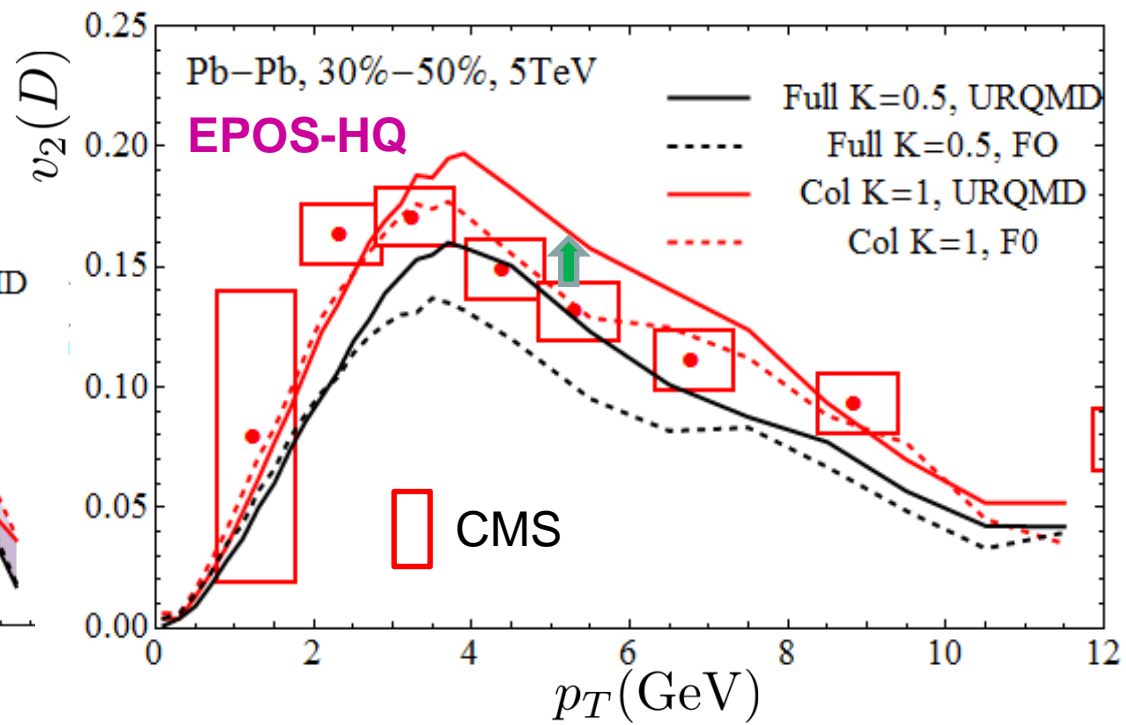 0.25
0.20
0.15
0.10
0.05
0.00
v2(D)
Pb−Pb, 30%−50%, 5TeV
EPOS-HQ
Full K=0.5, URQMD
Full K=0.5, FO
Col K=1, URQMD
Col K=1, F0
CMS
0 2 4 6 8 10 12
pT(GeV)